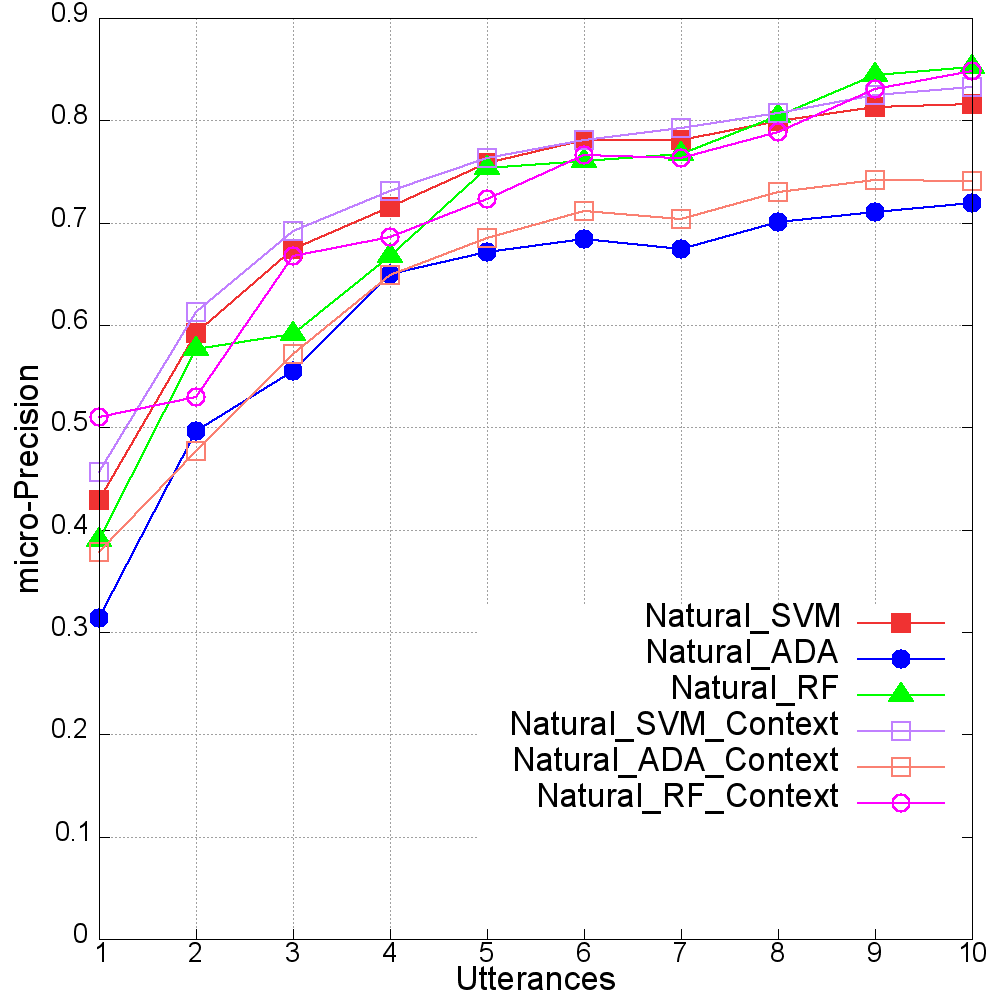 0.9
0.8
0.7
0.6
0.5
0.4
0.3
0.2
0.1
0
micro-Precision
Natural_SVM
Natural_ADA
Natural_RF
Natural_SVM_Context
Natural_ADA_Context
Natural_RF_Context
1 2 3 4 5 6 7 8 9 10
Utterances